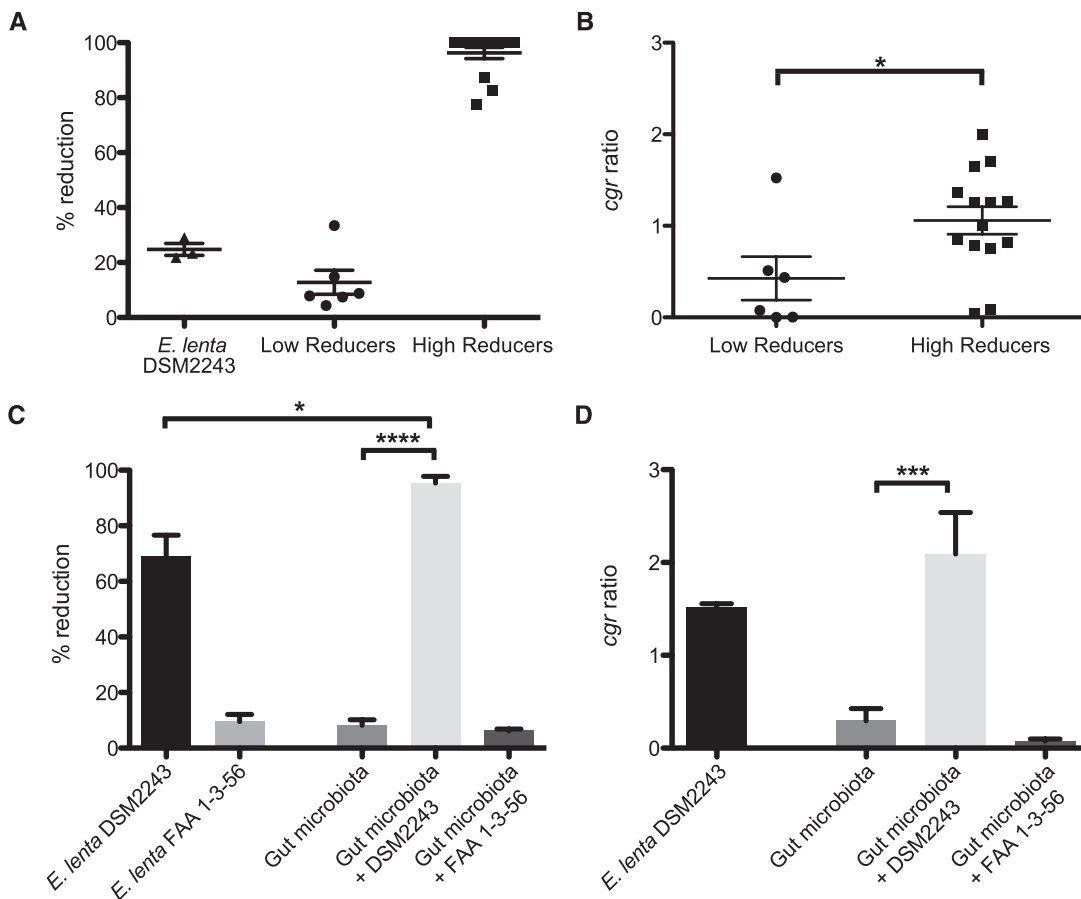 A
% reduction
100
80
60
40
20
0
E. lenta
DSM2243
Low Reducers
High Reducers
B
cgr ratio
3
2
1
0
*
Low Reducers
High Reducers
C
% reduction
100
80
60
40
20
0
*
****
E. lenta DSM2243
E. lenta FAA 1-3-56
Gut microbiota
Gut microbiota
+ DSM2243
Gut microbiota
+ FAA 1-3-56
D
cgr ratio
3
2
1
0
***
E. lenta DSM2243
Gut microbiota
Gut microbiota
+ DSM2243
Gut microbiota
+ FAA 1-3-56